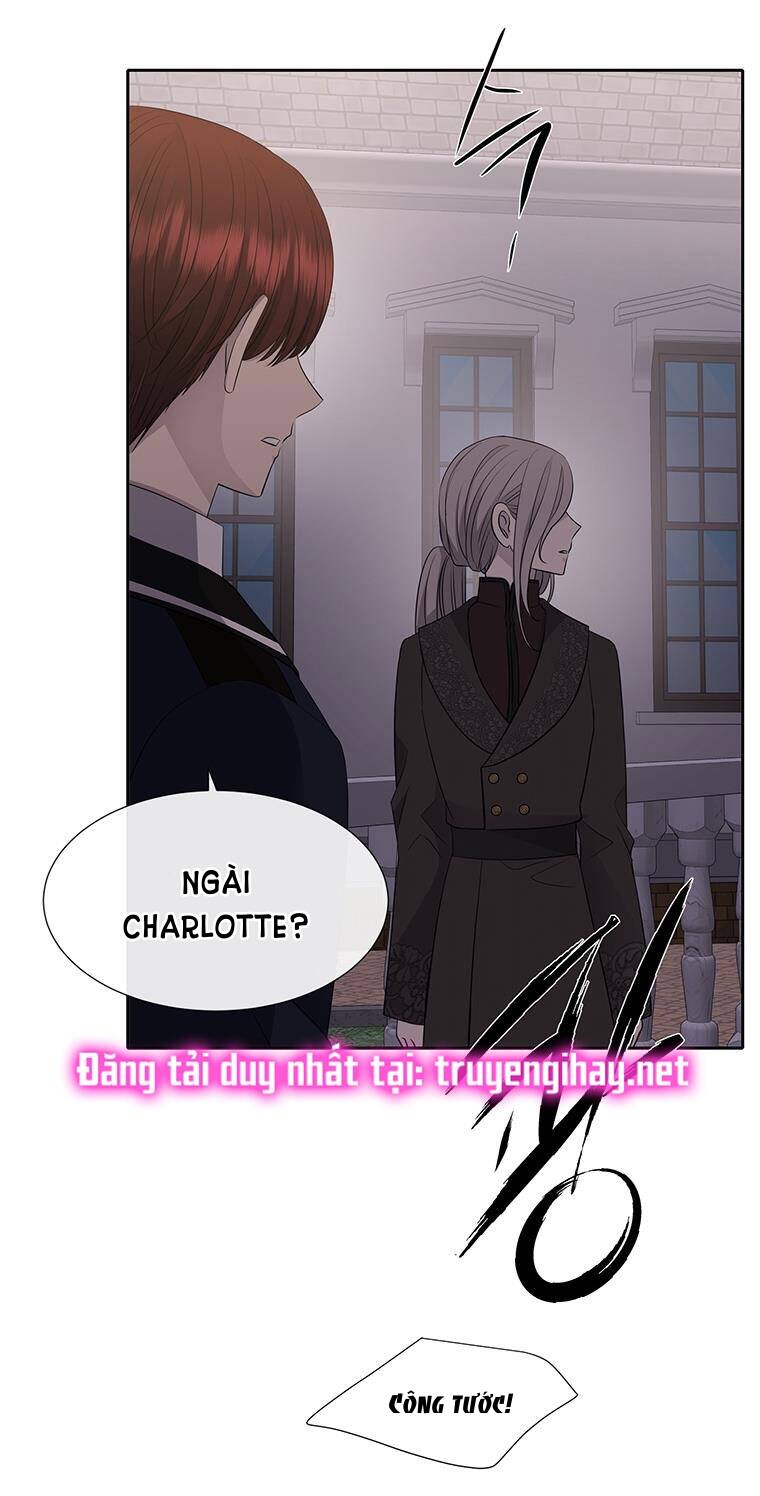 NGÀI
CHARLOTTE?
Đăng tải duy nhất tại: truyengihay.net
CÔNG TƯỚC!